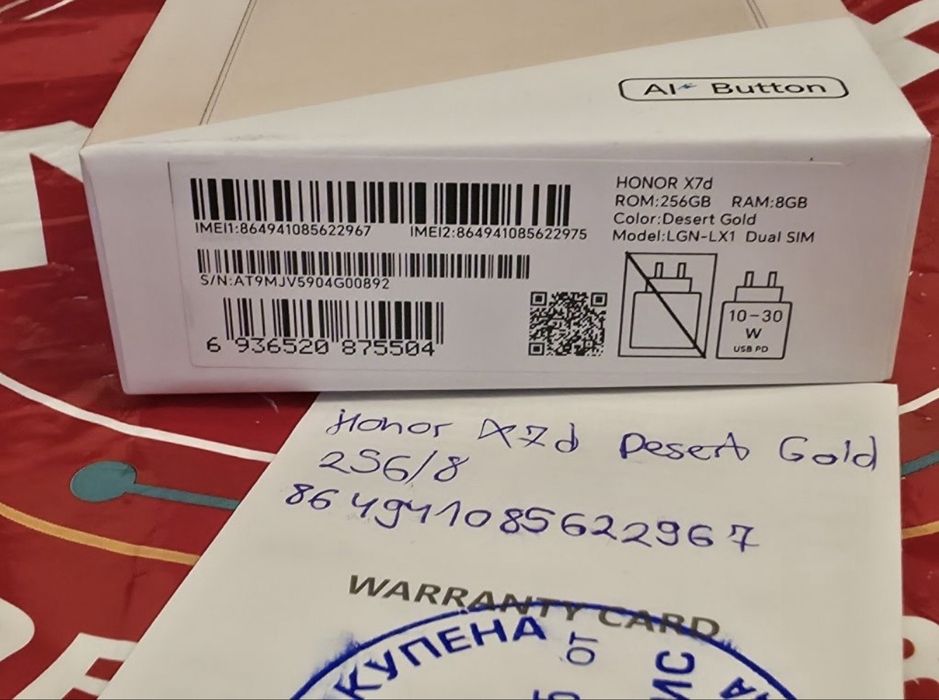 AI Button
IMEI1:864941085622967 IMEI2:864941085622975
S/N:AT9MJV5904G00892
6 936520 875504
HONOR X7d
ROM:256GB RAM:8GB
Color:Desert Gold
Model:LGN-LX1 Dual SIM
10-30
W
USB PD
Honor X7d Desert Gold
256/8
864941085622967
WARRANTY CARD
КУПЕНА
ОТ